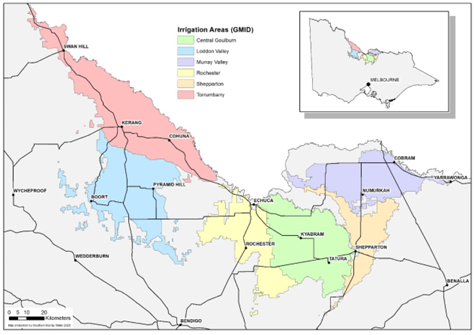 Irrigation Areas (GMID)
Central Goulburn
Loddon Valley
Murray Valley
Rochester
Shepparton
Torrumbarry
MELBOURNE
SWAN HILL
KERANG
COHUNA
COBRAM
YARRAWONGA
WYCHEPROOF
BOORT
PYRAMID HILL
NUMURKAH
ECHUCA
KYABRAM
ROCHESTER
SHEPPARTON
WEDDERBURN
TATURA
BENALLA
0 5 10 20
Kilometers
BENDIGO